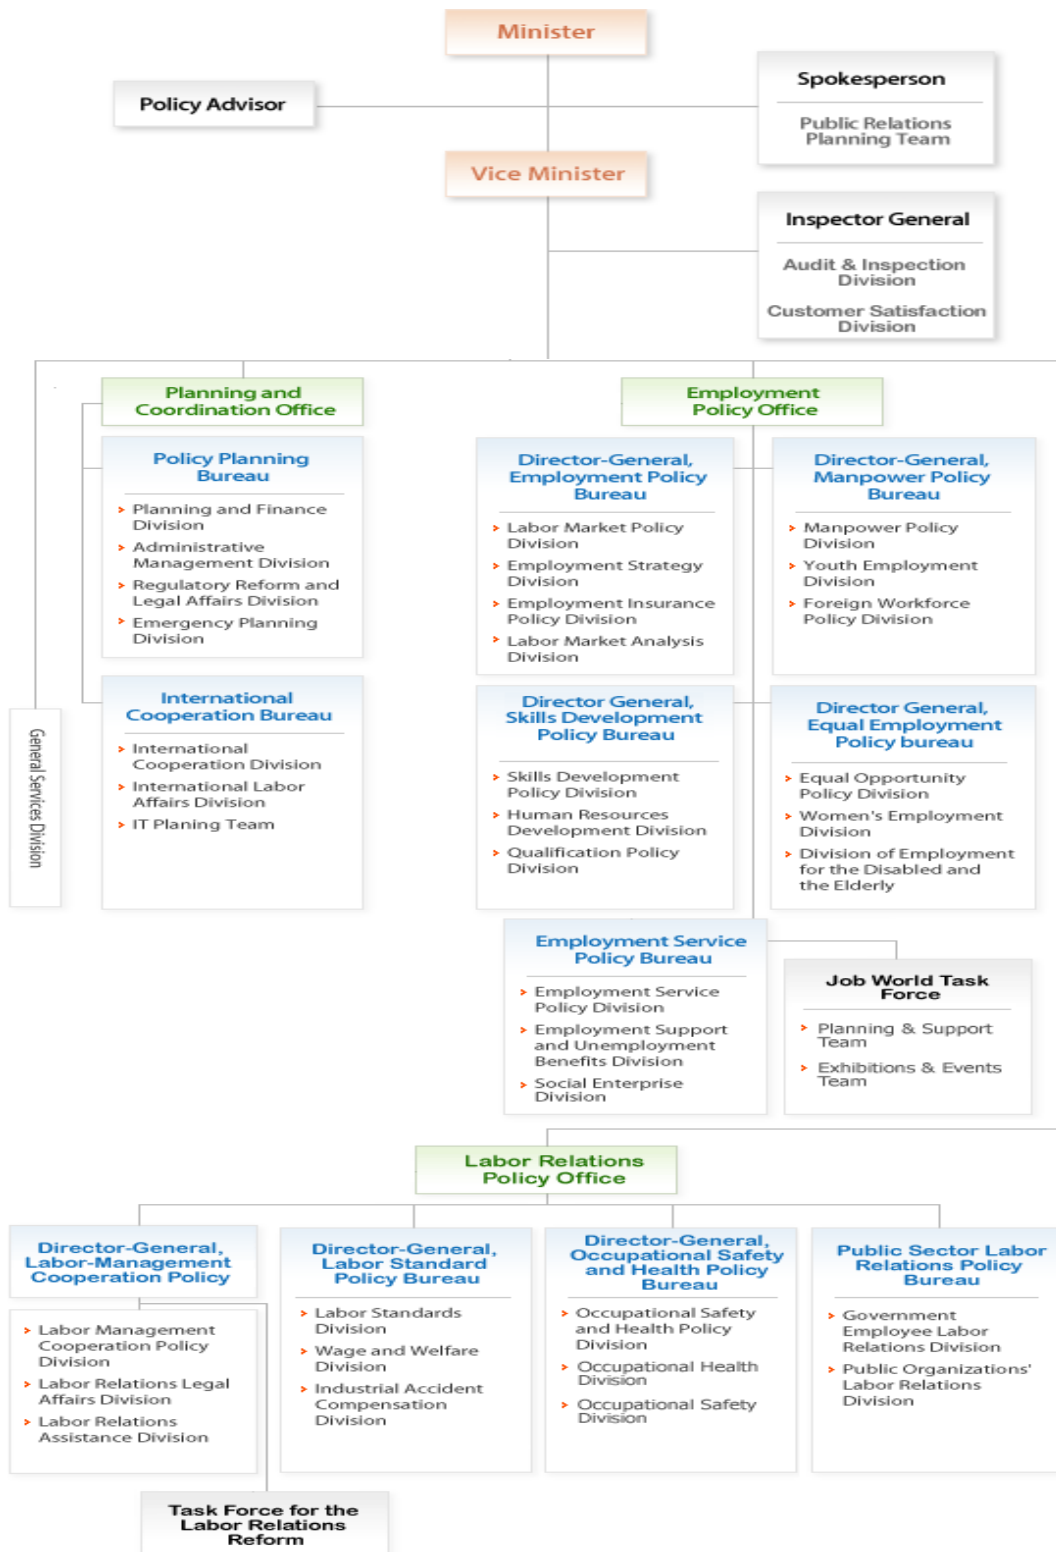 Minister
Policy Advisor
Spokesperson
Public Relations
Planning Team
Vice Minister
Inspector General
Audit & Inspection
Division
Customer Satisfaction
Division
Planning and
Coordination Office
Employment
Policy Office
Policy Planning
Bureau
> Planning and Finance
Division
> Administrative
Management Division
> Regulatory Reform and
Legal Affairs Division
> Emergency Planning
Division
Director-General,
Employment Policy
Bureau
> Labor Market Policy
Division
> Employment Strategy
Division
> Employment Insurance
Policy Division
> Labor Market Analysis
Division
Director-General,
Manpower Policy
Bureau
> Manpower Policy
Division
> Youth Employment
Division
> Foreign Workforce
Policy Division
General Services Division
International
Cooperation Bureau
> International
Cooperation Division
> International Labor
Affairs Division
> IT Planing Team
Director General,
Skills Development
Policy Bureau
> Skills Development
Policy Division
> Human Resources
Development Division
> Qualification Policy
Division
Director General,
Equal Employment
Policy bureau
> Equal Opportunity
Policy Division
> Women's Employment
Division
> Division of Employment
for the Disabled and
the Elderly
Employment Service
Policy Bureau
> Employment Service
Policy Division
> Employment Support
and Unemployment
Benefits Division
> Social Enterprise
Division
Job World Task
Force
> Planning & Support
Team
> Exhibitions & Events
Team
Labor Relations
Policy Office
Director-General,
Labor-Management
Cooperation Policy
> Labor Management
Cooperation Policy
Division
> Labor Relations Legal
Affairs Division
> Labor Relations
Assistance Division
Director-General,
Labor Standard
Policy Bureau
> Labor Standards
Division
> Wage and Welfare
Division
> Industrial Accident
Compensation
Division
Director-General,
Occupational Safety
and Health Policy
Bureau
> Occupational Safety
and Health Policy
Division
> Occupational Health
Division
> Occupational Safety
Division
Public Sector Labor
Relations Policy
Bureau
> Government
Employee Labor
Relations Division
> Public Organizations'
Labor Relations
Division
Task Force for the
Labor Relations
Reform